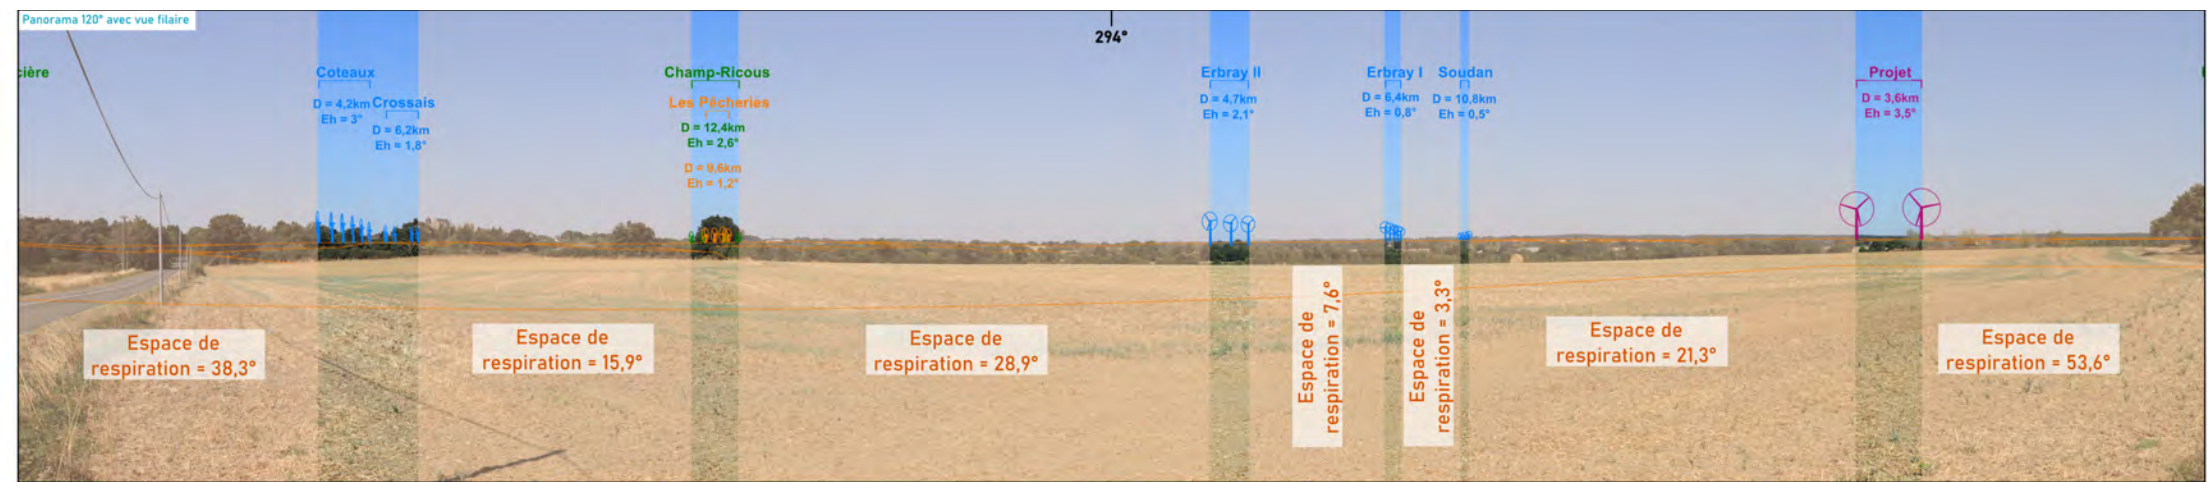 Panorama 120° avec vue filaire
294°
cière
Coteaux
D = 4,2km
Eh = 3°
Crossais
D = 6,2km
Eh = 1,8°
Champ-Ricous
Les Pêcheries
D = 12,4km
Eh = 2,6°
D = 9,6km
Eh = 1,2°
Erbray II
D = 4,7km
Eh = 2,1°
Erbray I
D = 6,4km
Eh = 0,8°
Soudan
D = 10,8km
Eh = 0,5°
Projet
D = 3,6km
Eh = 3,5°
Espace de
respiration = 38,3°
Espace de
respiration = 15,9°
Espace de
respiration = 28,9°
Espace de
respiration = 7,6°
Espace de
respiration = 3,3°
Espace de
respiration = 21,3°
Espace de
respiration = 53,6°